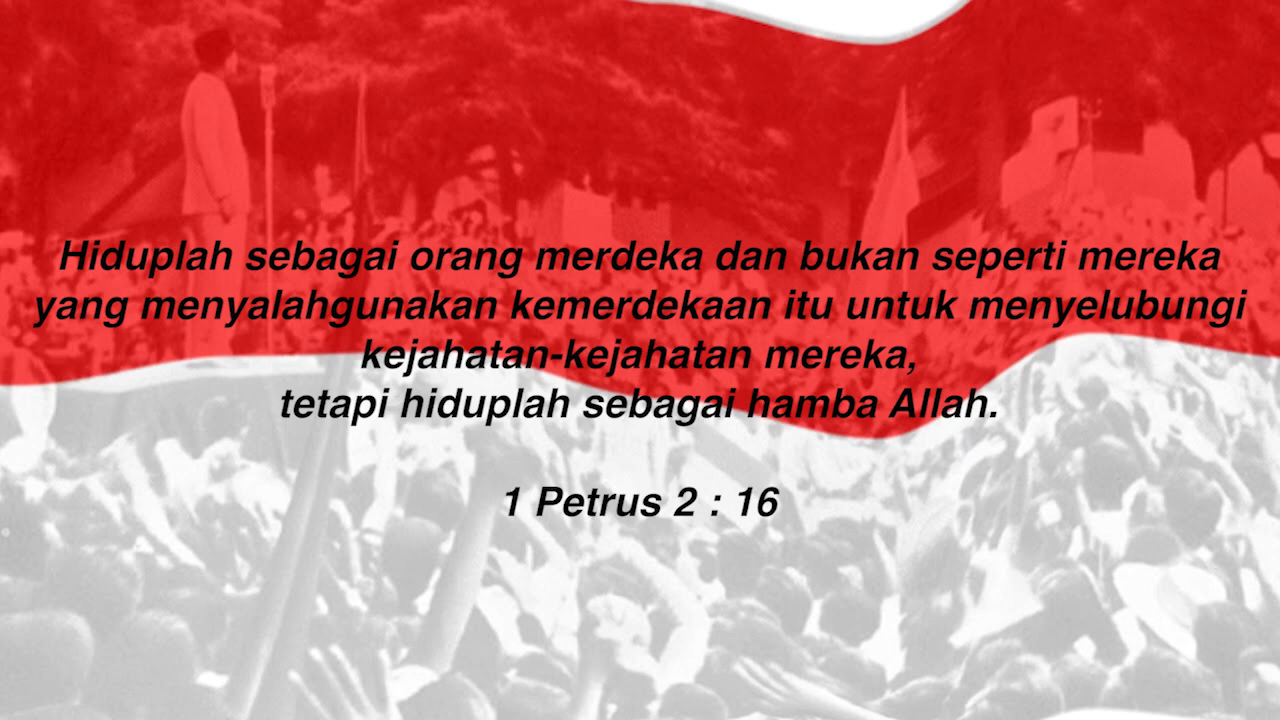 Hiduplah sebagai orang merdeka dan bukan seperti mereka
yang menyalahgunakan kemerdekaan itu untuk menyelubungi
kejahatan-kejahatan mereka,
tetapi hiduplah sebagai hamba Allah.
1 Petrus 2 : 16